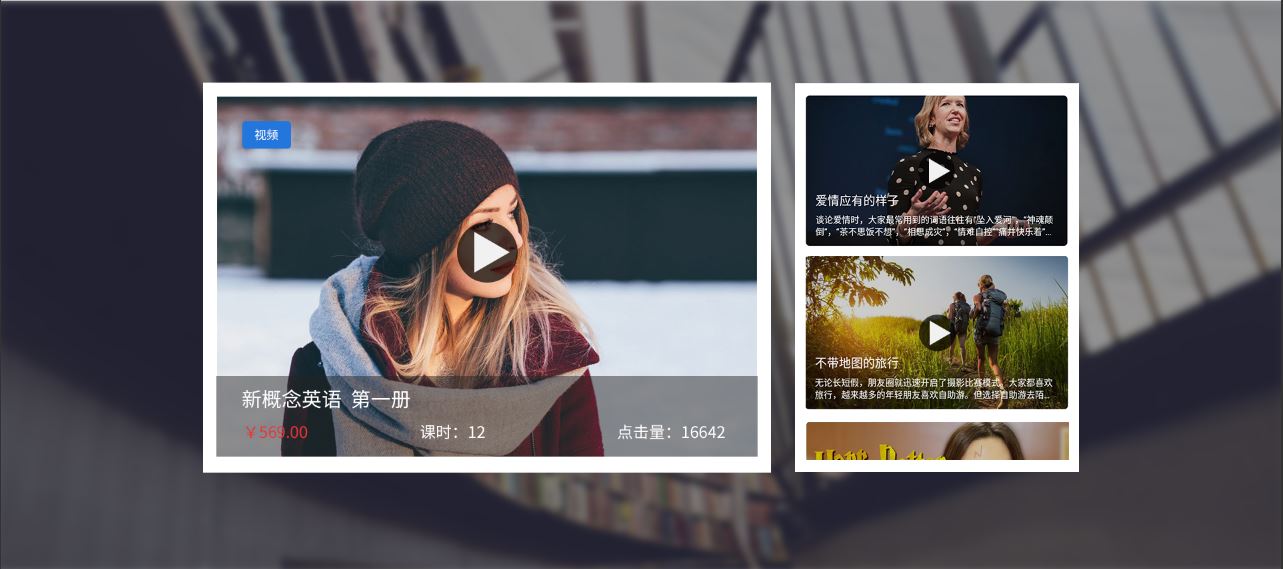 视频
新概念英语 第一册
￥569.00
课时：12
点击量：16642
爱情应有的样子
谈论爱情时，大家最常用到的词语往往有“坠入爱河”，“神魂颠
倒”，“茶不思饭不想”，“相思成灾”，“情难自控”“痛并快乐着”...
不带地图的旅行
无论长短假，朋友圈就迅速开启了摄影比赛模式，大家都喜欢
旅行，越来越多的年轻朋友喜欢自助游。但选择自助游去陌...